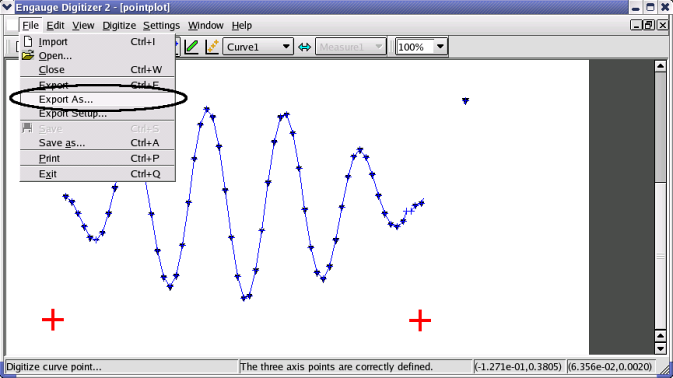 Engauge Digitizer 2 - [pointplot]
File Edit View Digitize Settings Window Help
Import Ctrl+I
Curve1 Measure1 100%
Open...
Close Ctrl+W
Export Ctrl+E
Export As...
Export Setup...
Save Ctrl+S
Save as... Ctrl+A
Print Ctrl+P
Exit Ctrl+Q
Digitize curve point... The three axis points are correctly defined. (-1.271e-01,0.3805) (6.356e-02,0.0020)